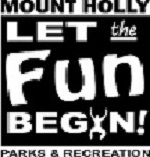 MOUNT HOLLY
LET the
Fun
BEGIN!
PARKS & RECREATION